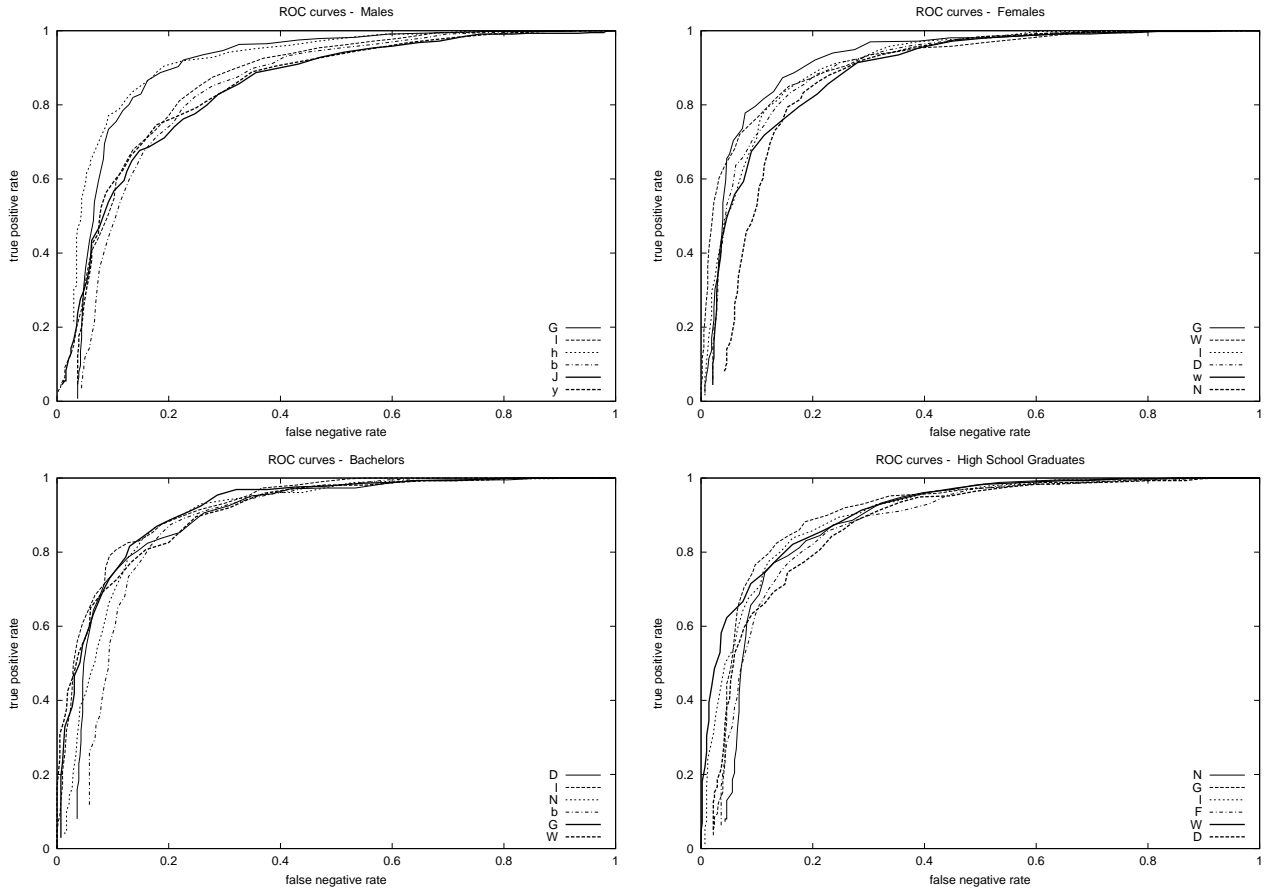 ROC curves - Males
1
0.8
0.6
0.4
0.2
0
0 0.2 0.4 0.6 0.8 1
true positive rate
false negative rate
G
I
h
b
J
y
ROC curves - Females
1
0.8
0.6
0.4
0.2
0
0 0.2 0.4 0.6 0.8 1
true positive rate
false negative rate
G
W
I
D
w
N
ROC curves - Bachelors
1
0.8
0.6
0.4
0.2
0
0 0.2 0.4 0.6 0.8 1
true positive rate
false negative rate
D
I
N
b
G
W
ROC curves - High School Graduates
1
0.8
0.6
0.4
0.2
0
0 0.2 0.4 0.6 0.8 1
true positive rate
false negative rate
N
G
I
F
W
D